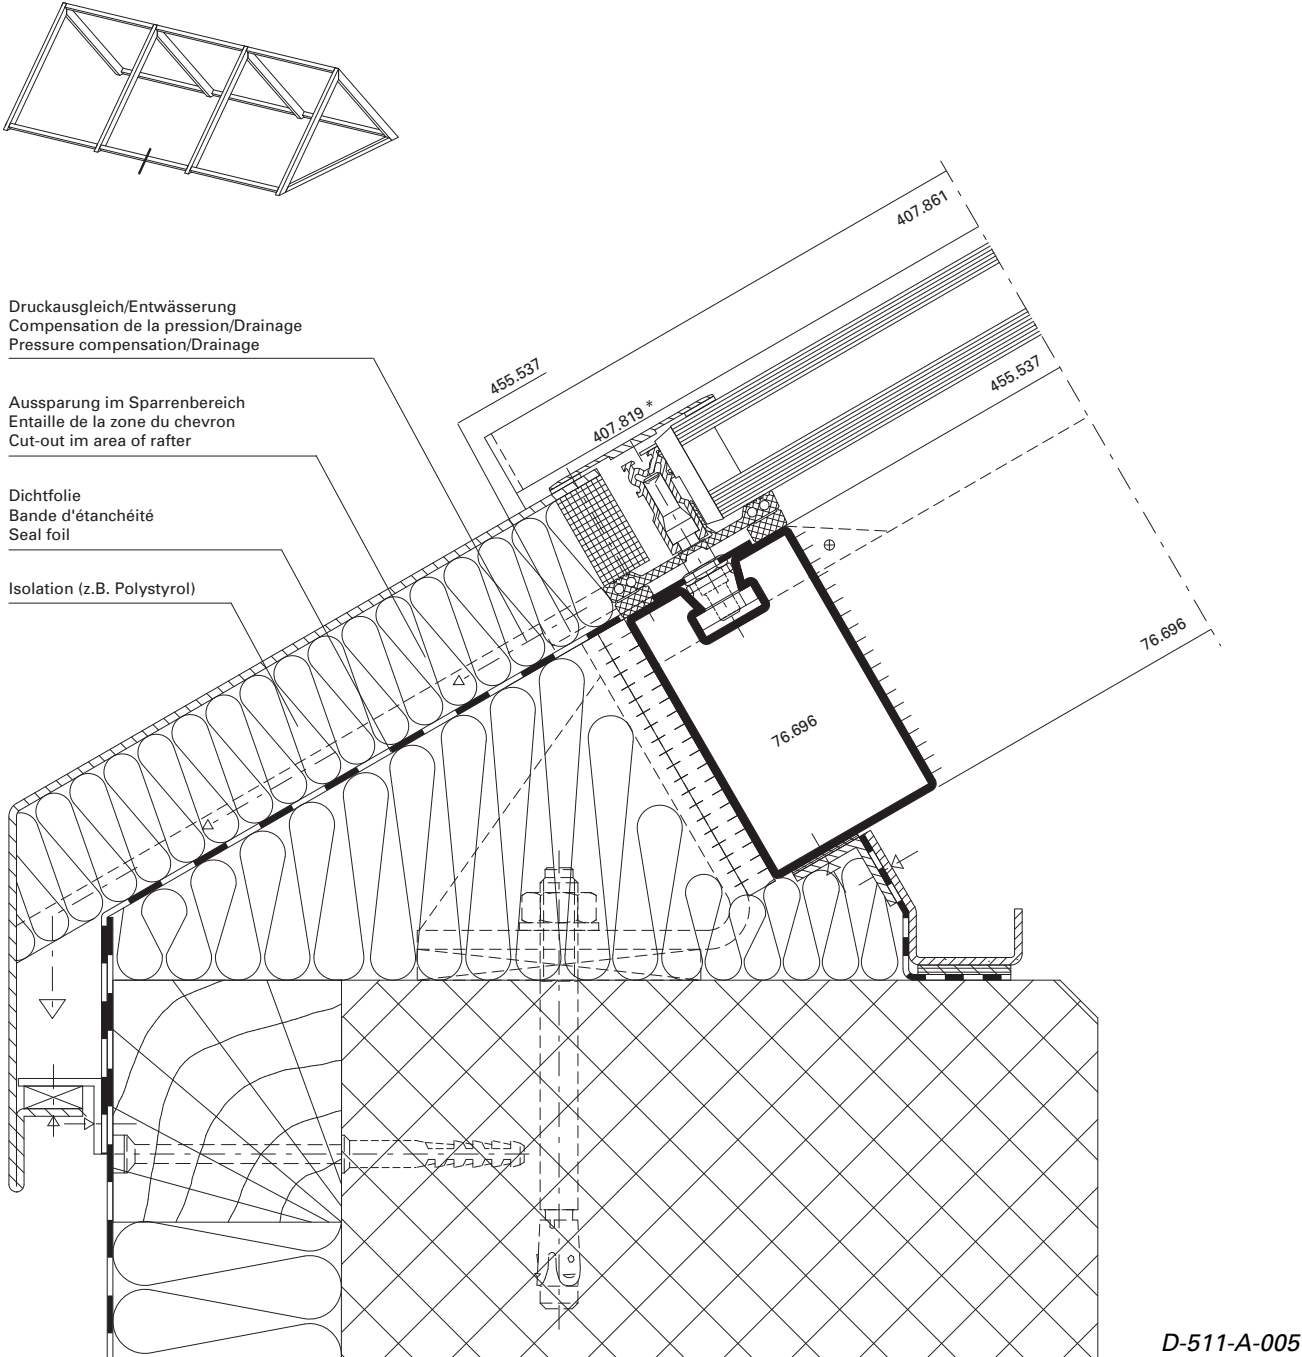 407.861
Druckausgleich/Entwässerung
Compensation de la pression/Drainage
Pressure compensation/Drainage
455.537
455.537
Aussparung im Sparrenbereich
Entaille de la zone du chevron
Cut-out im area of rafter
407.819 *
Dichtfolie
Bande d'étanchéité
Seal foil
Isolation (z.B. Polystyrol)
76.696
76.696
D-511-A-005